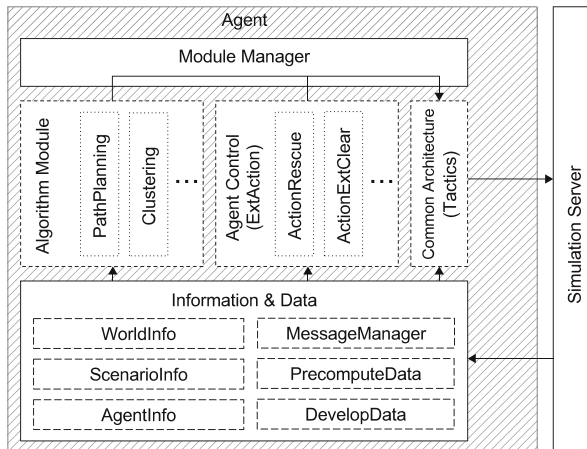 Agent
Module Manager
Algorithm Module
PathPlanning
Clustering
...
Agent Control
(ExtAction)
ActionRescue
ActionExtClear
...
Common Architecture
(Tactics)
Simulation Server
Information & Data
WorldInfo
MessageManager
ScenarioInfo
PrecomputeData
AgentInfo
DevelopData